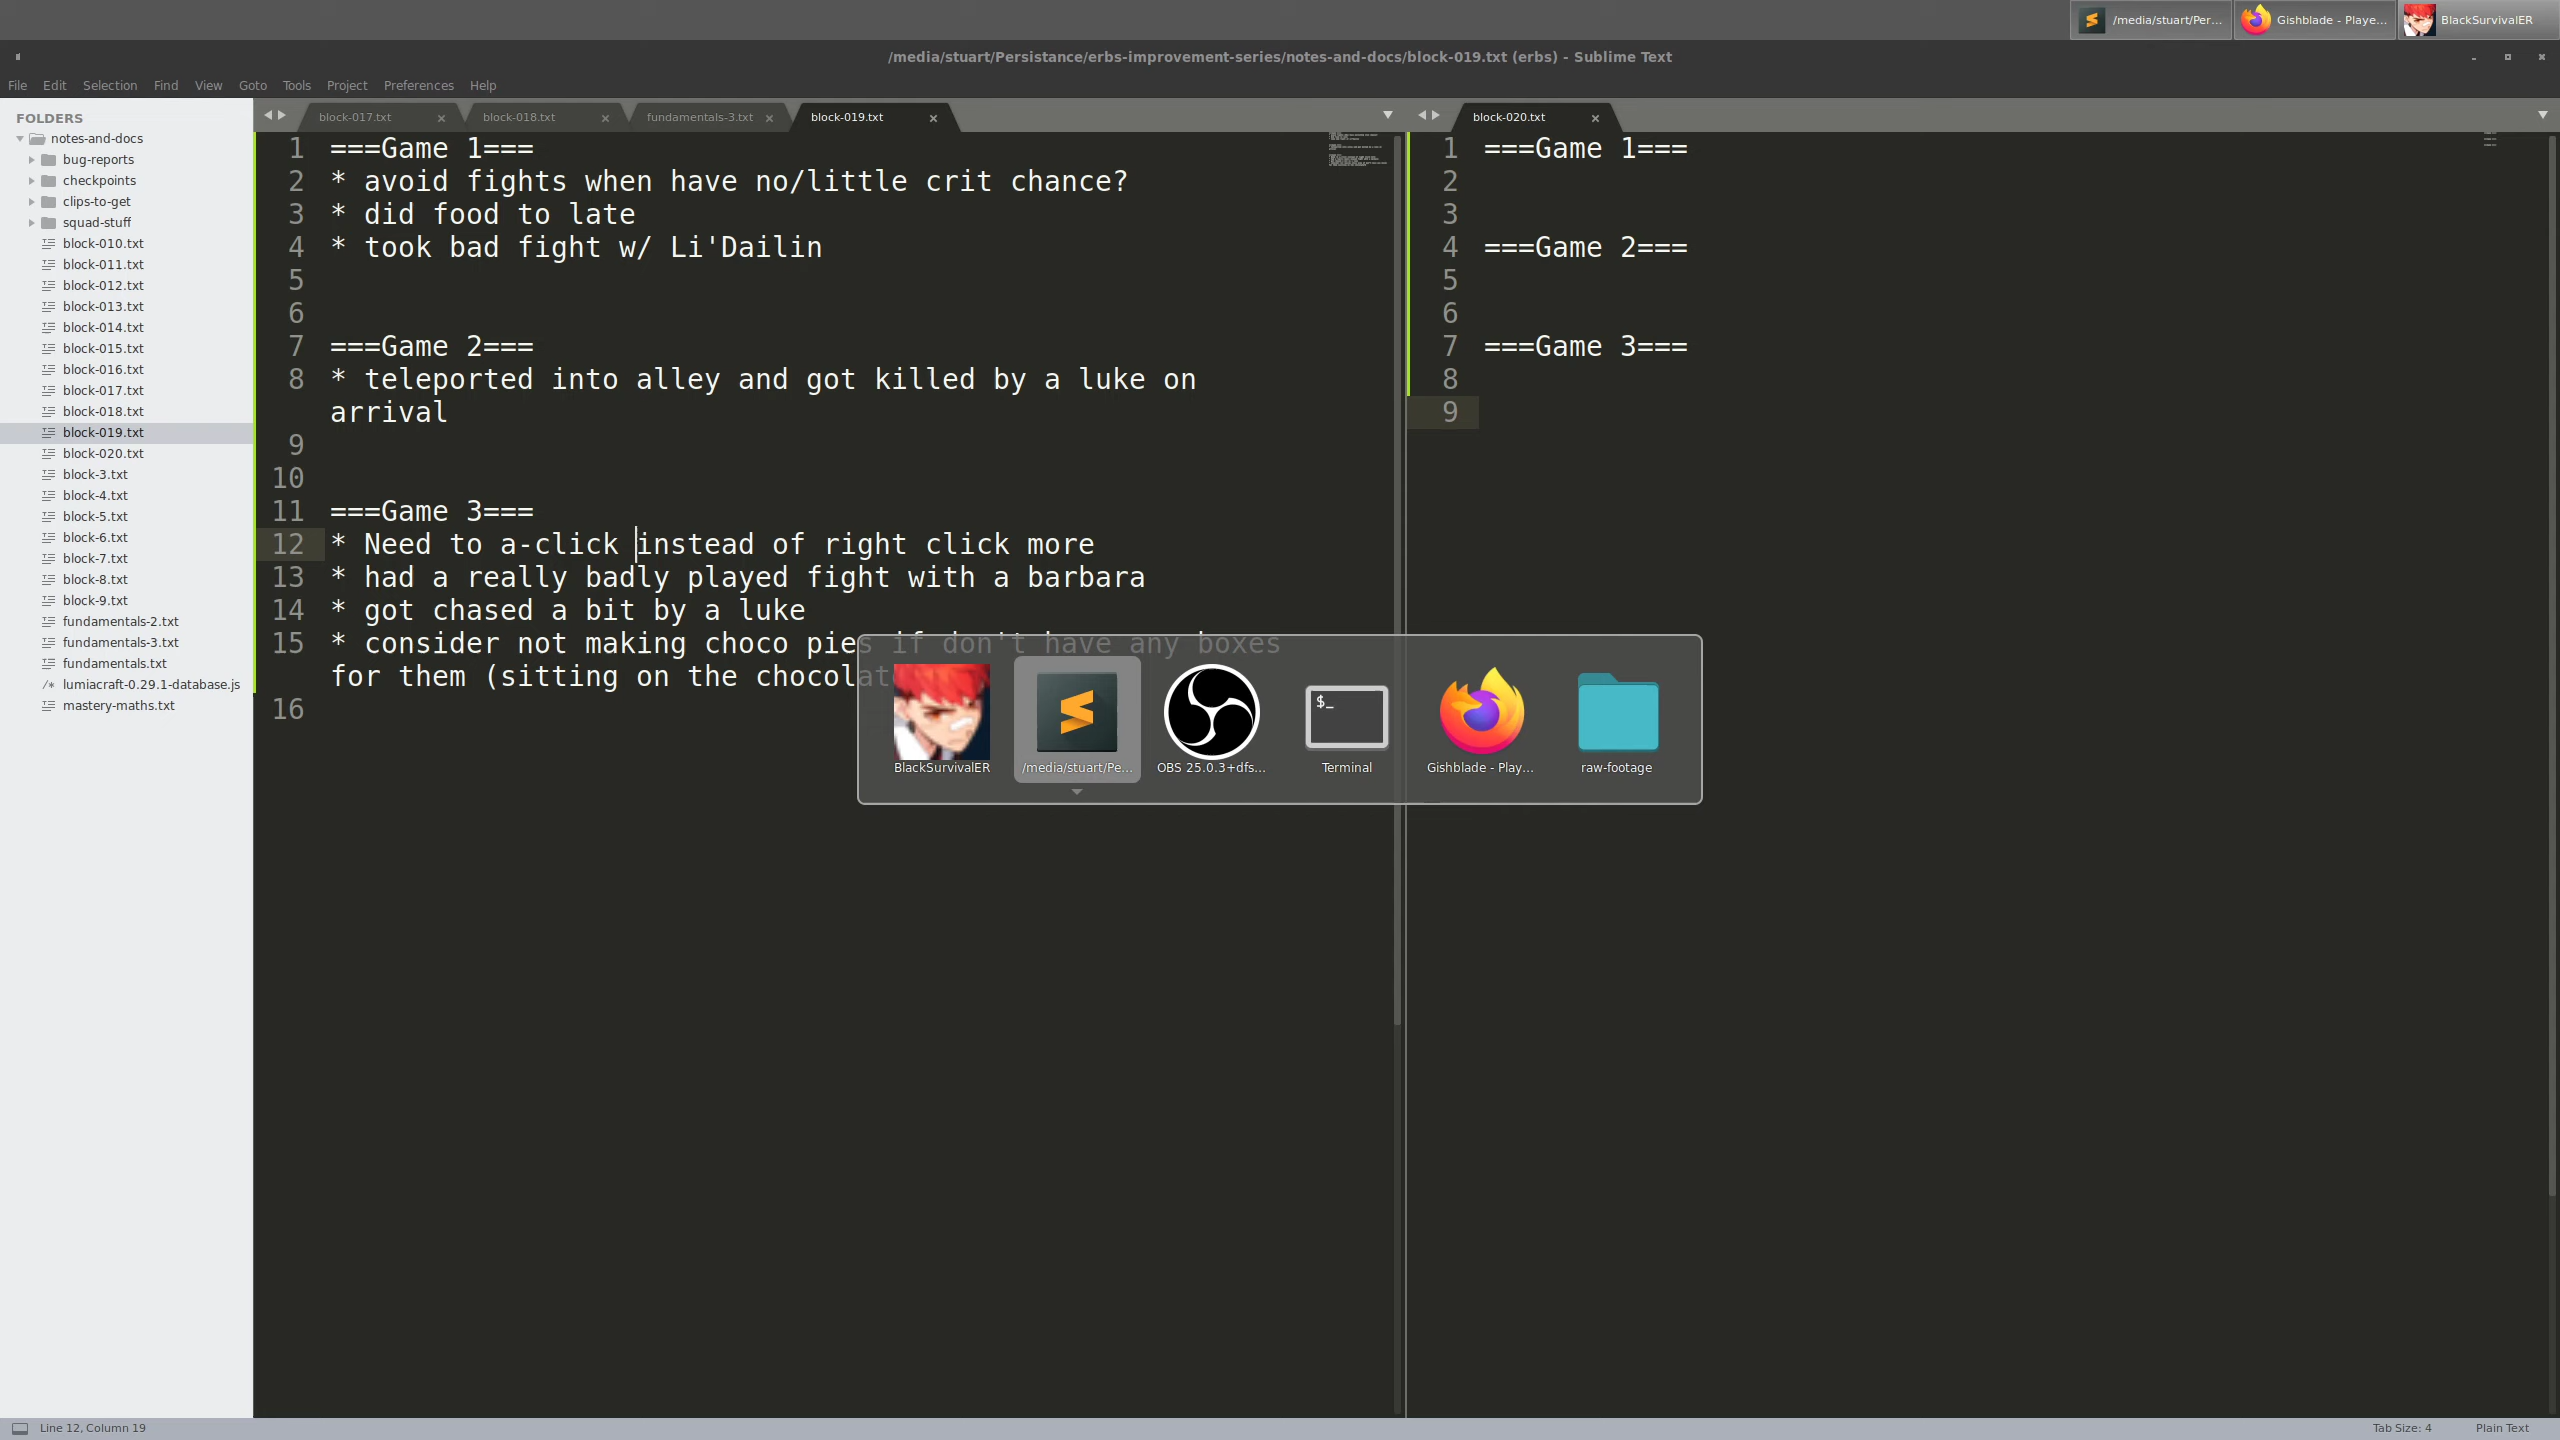 /media/stuart/Per...
Gishblade - Playe...
BlackSurvivalER
/media/stuart/Persistance/erbs-improvement-series/notes-and-docs/block-019.txt (erbs) - Sublime Text
File Edit Selection Find View Goto Tools Project Preferences Help
FOLDERS
notes-and-docs
bug-reports
checkpoints
clips-to-get
squad-stuff
block-010.txt
block-011.txt
block-012.txt
block-013.txt
block-014.txt
block-015.txt
block-016.txt
block-017.txt
block-018.txt
block-019.txt
block-020.txt
block-3.txt
block-4.txt
block-5.txt
block-6.txt
block-7.txt
block-8.txt
block-9.txt
fundamentals-2.txt
fundamentals-3.txt
fundamentals.txt
/* lumiacraft-0.29.1-database.js
mastery-maths.txt
block-017.txt
block-018.txt
fundamentals-3.txt
block-019.txt
1 ===Game 1===
2 * avoid fights when have no/little crit chance?
3 * did food to late
4 * took bad fight w/ Li'Dailin
5
6
7 ===Game 2===
8 * teleported into alley and got killed by a luke on
arrival
9
10
11 ===Game 3===
12 * Need to a-click instead of right click more
13 * had a really badly played fight with a barbara
14 * got chased a bit by a luke
15 * consider not making choco pies if don't have any boxes
for them (sitting on the chocolat
16
block-020.txt
1 ===Game 1===
2
3
4 ===Game 2===
5
6
7 ===Game 3===
8
9
$_
BlackSurvivalER
/media/stuart/Pe...
OBS 25.0.3+dfs...
Terminal
Gishblade - Play...
raw-footage
Line 12, Column 19
Tab Size: 4
Plain Text